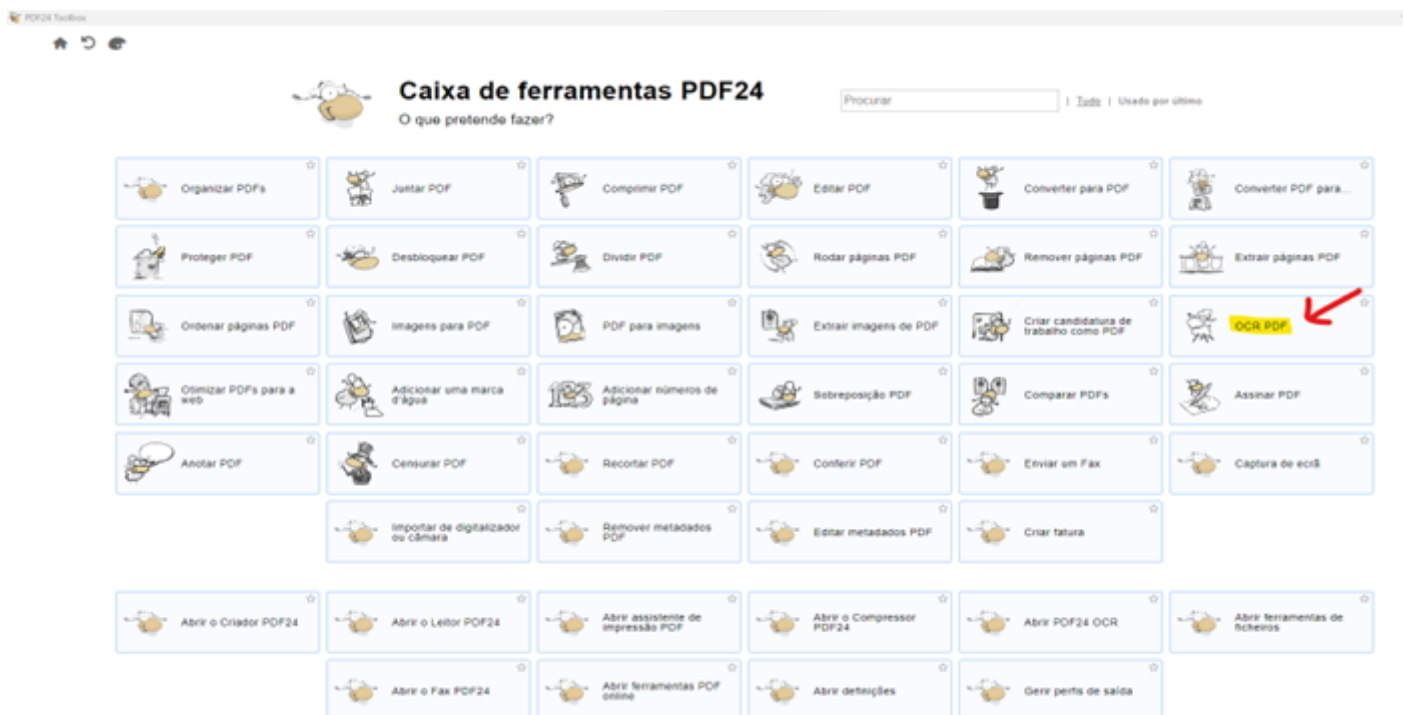 PDF24 Toolbox
Caixa de ferramentas PDF24
O que pretende fazer?
Procurar | Tudo | Usado por último
Organizar PDFs
Juntar PDF
Comprimir PDF
Editar PDF
Converter para PDF
Converter PDF para...
Proteger PDF
Desbloquear PDF
Dividir PDF
Rodar páginas PDF
Remover páginas PDF
Extrair páginas PDF
Ordenar páginas PDF
Imagens para PDF
PDF para imagens
Extrair imagens de PDF
Criar candidatura de
trabalho como PDF
OCR PDF
Otimizar PDFs para a
web
Adicionar uma marca
d'água
123
Adicionar números de
página
Sobreposição PDF
Comparar PDFs
Assinar PDF
Anotar PDF
Censurar PDF
Recortar PDF
Conferir PDF
Enviar um Fax
Captura de ecrã
Importar de digitalizador
ou câmara
Remover metadados
PDF
Editar metadados PDF
Criar fatura
Abrir o Criador PDF24
Abrir o Leitor PDF24
Abrir assistente de
impressão PDF
Abrir o Compressor
PDF24
Abrir PDF24 OCR
Abrir ferramentas de
ficheiros
Abrir o Fax PDF24
Abrir ferramentas PDF
online
Abrir definições
Gerir perfis de saída